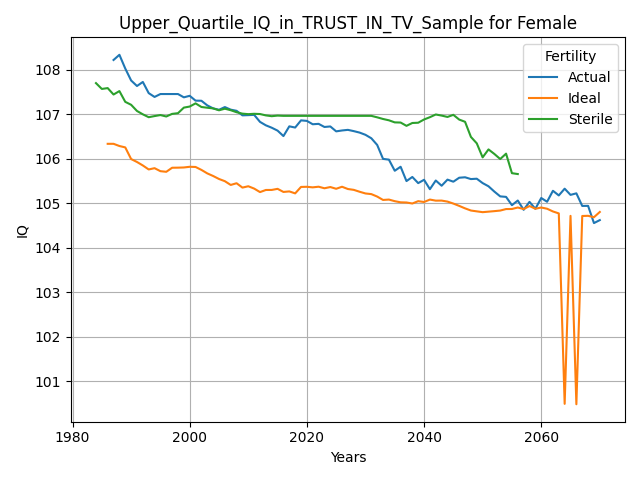 Upper_Quartile_IQ_in_TRUST_IN_TV_Sample for Female
Fertility
Actual
Ideal
Sterile
108
107
106
105
104
103
102
101
IQ
1980
2000
2020
2040
2060
Years